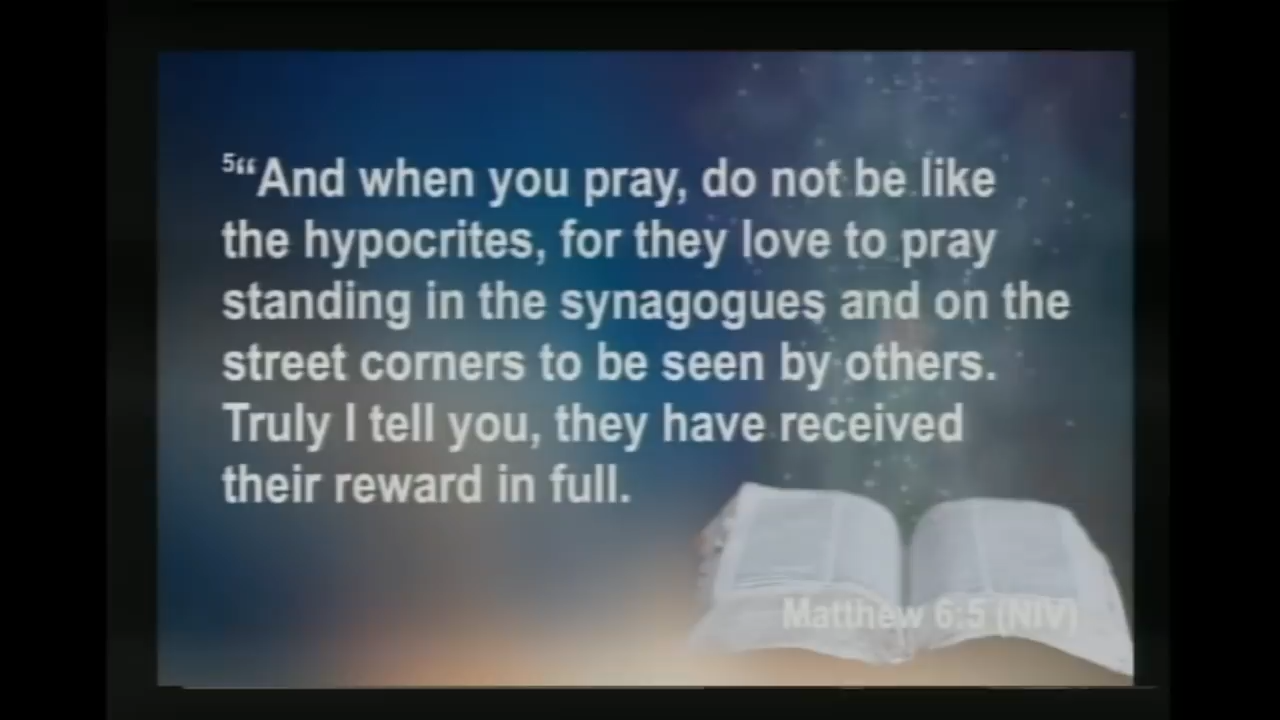 5“And when you pray, do not be like
the hypocrites, for they love to pray
standing in the synagogues and on the
street corners to be seen by others.
Truly I tell you, they have received
their reward in full.
Matthew 6:5 (NIV)